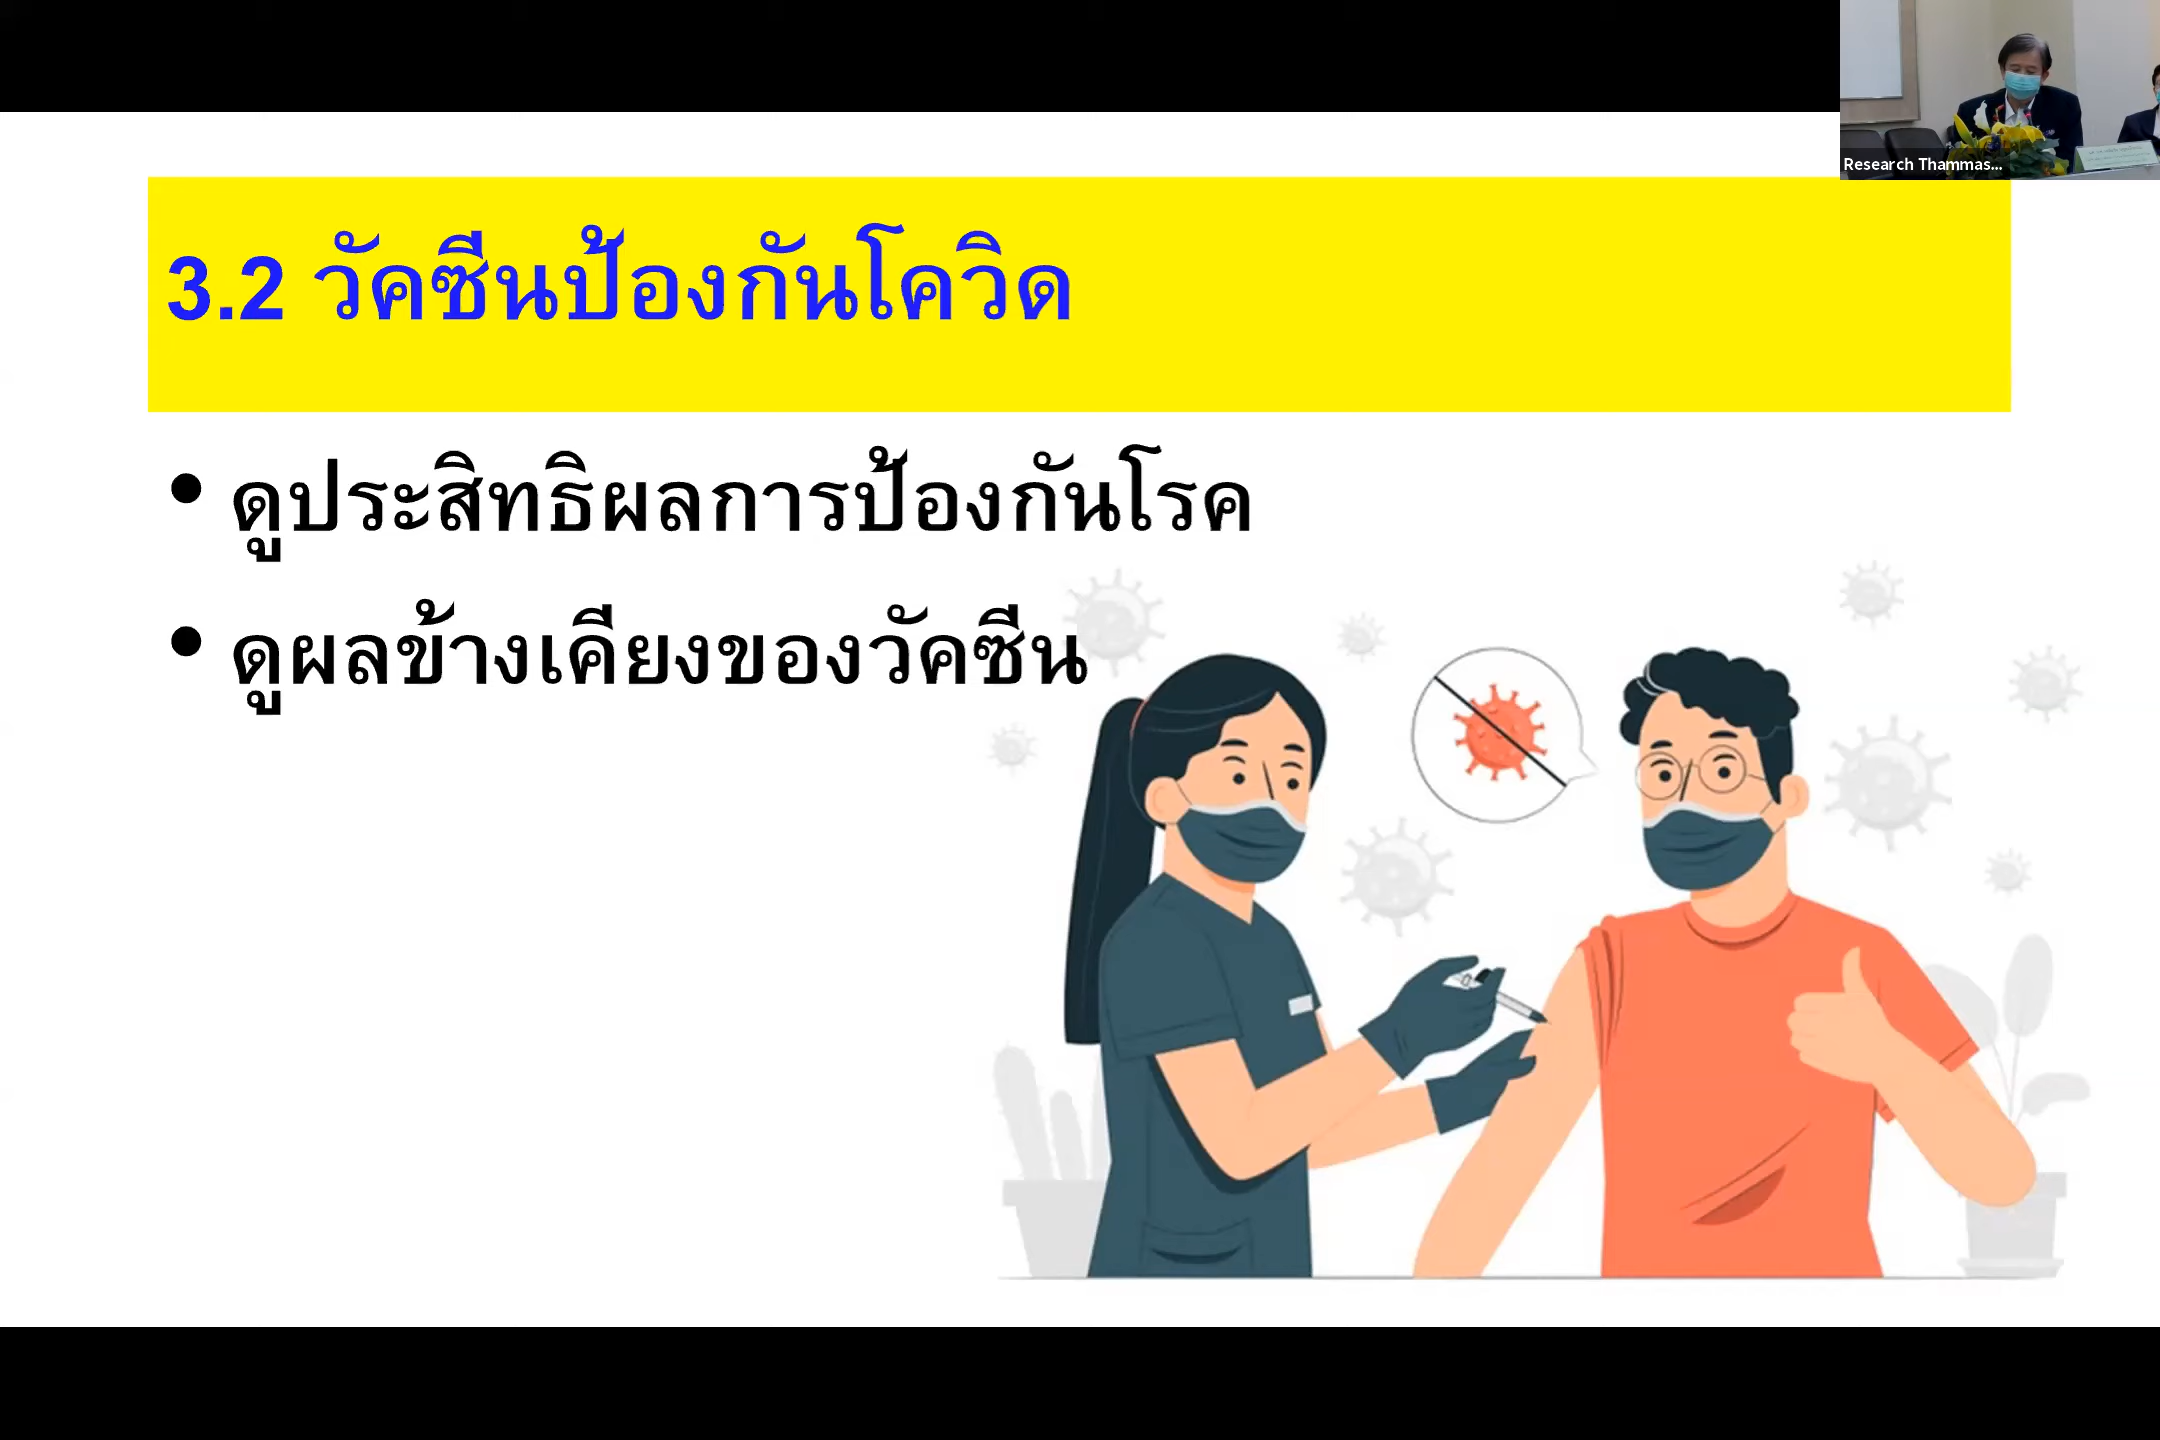 Research Thammas...
3.2 วัคซีนป้องกันโควิด
• ดูประสิทธิผลการป้องกันโรค
• ดูผลข้างเคียงของวัคซีน